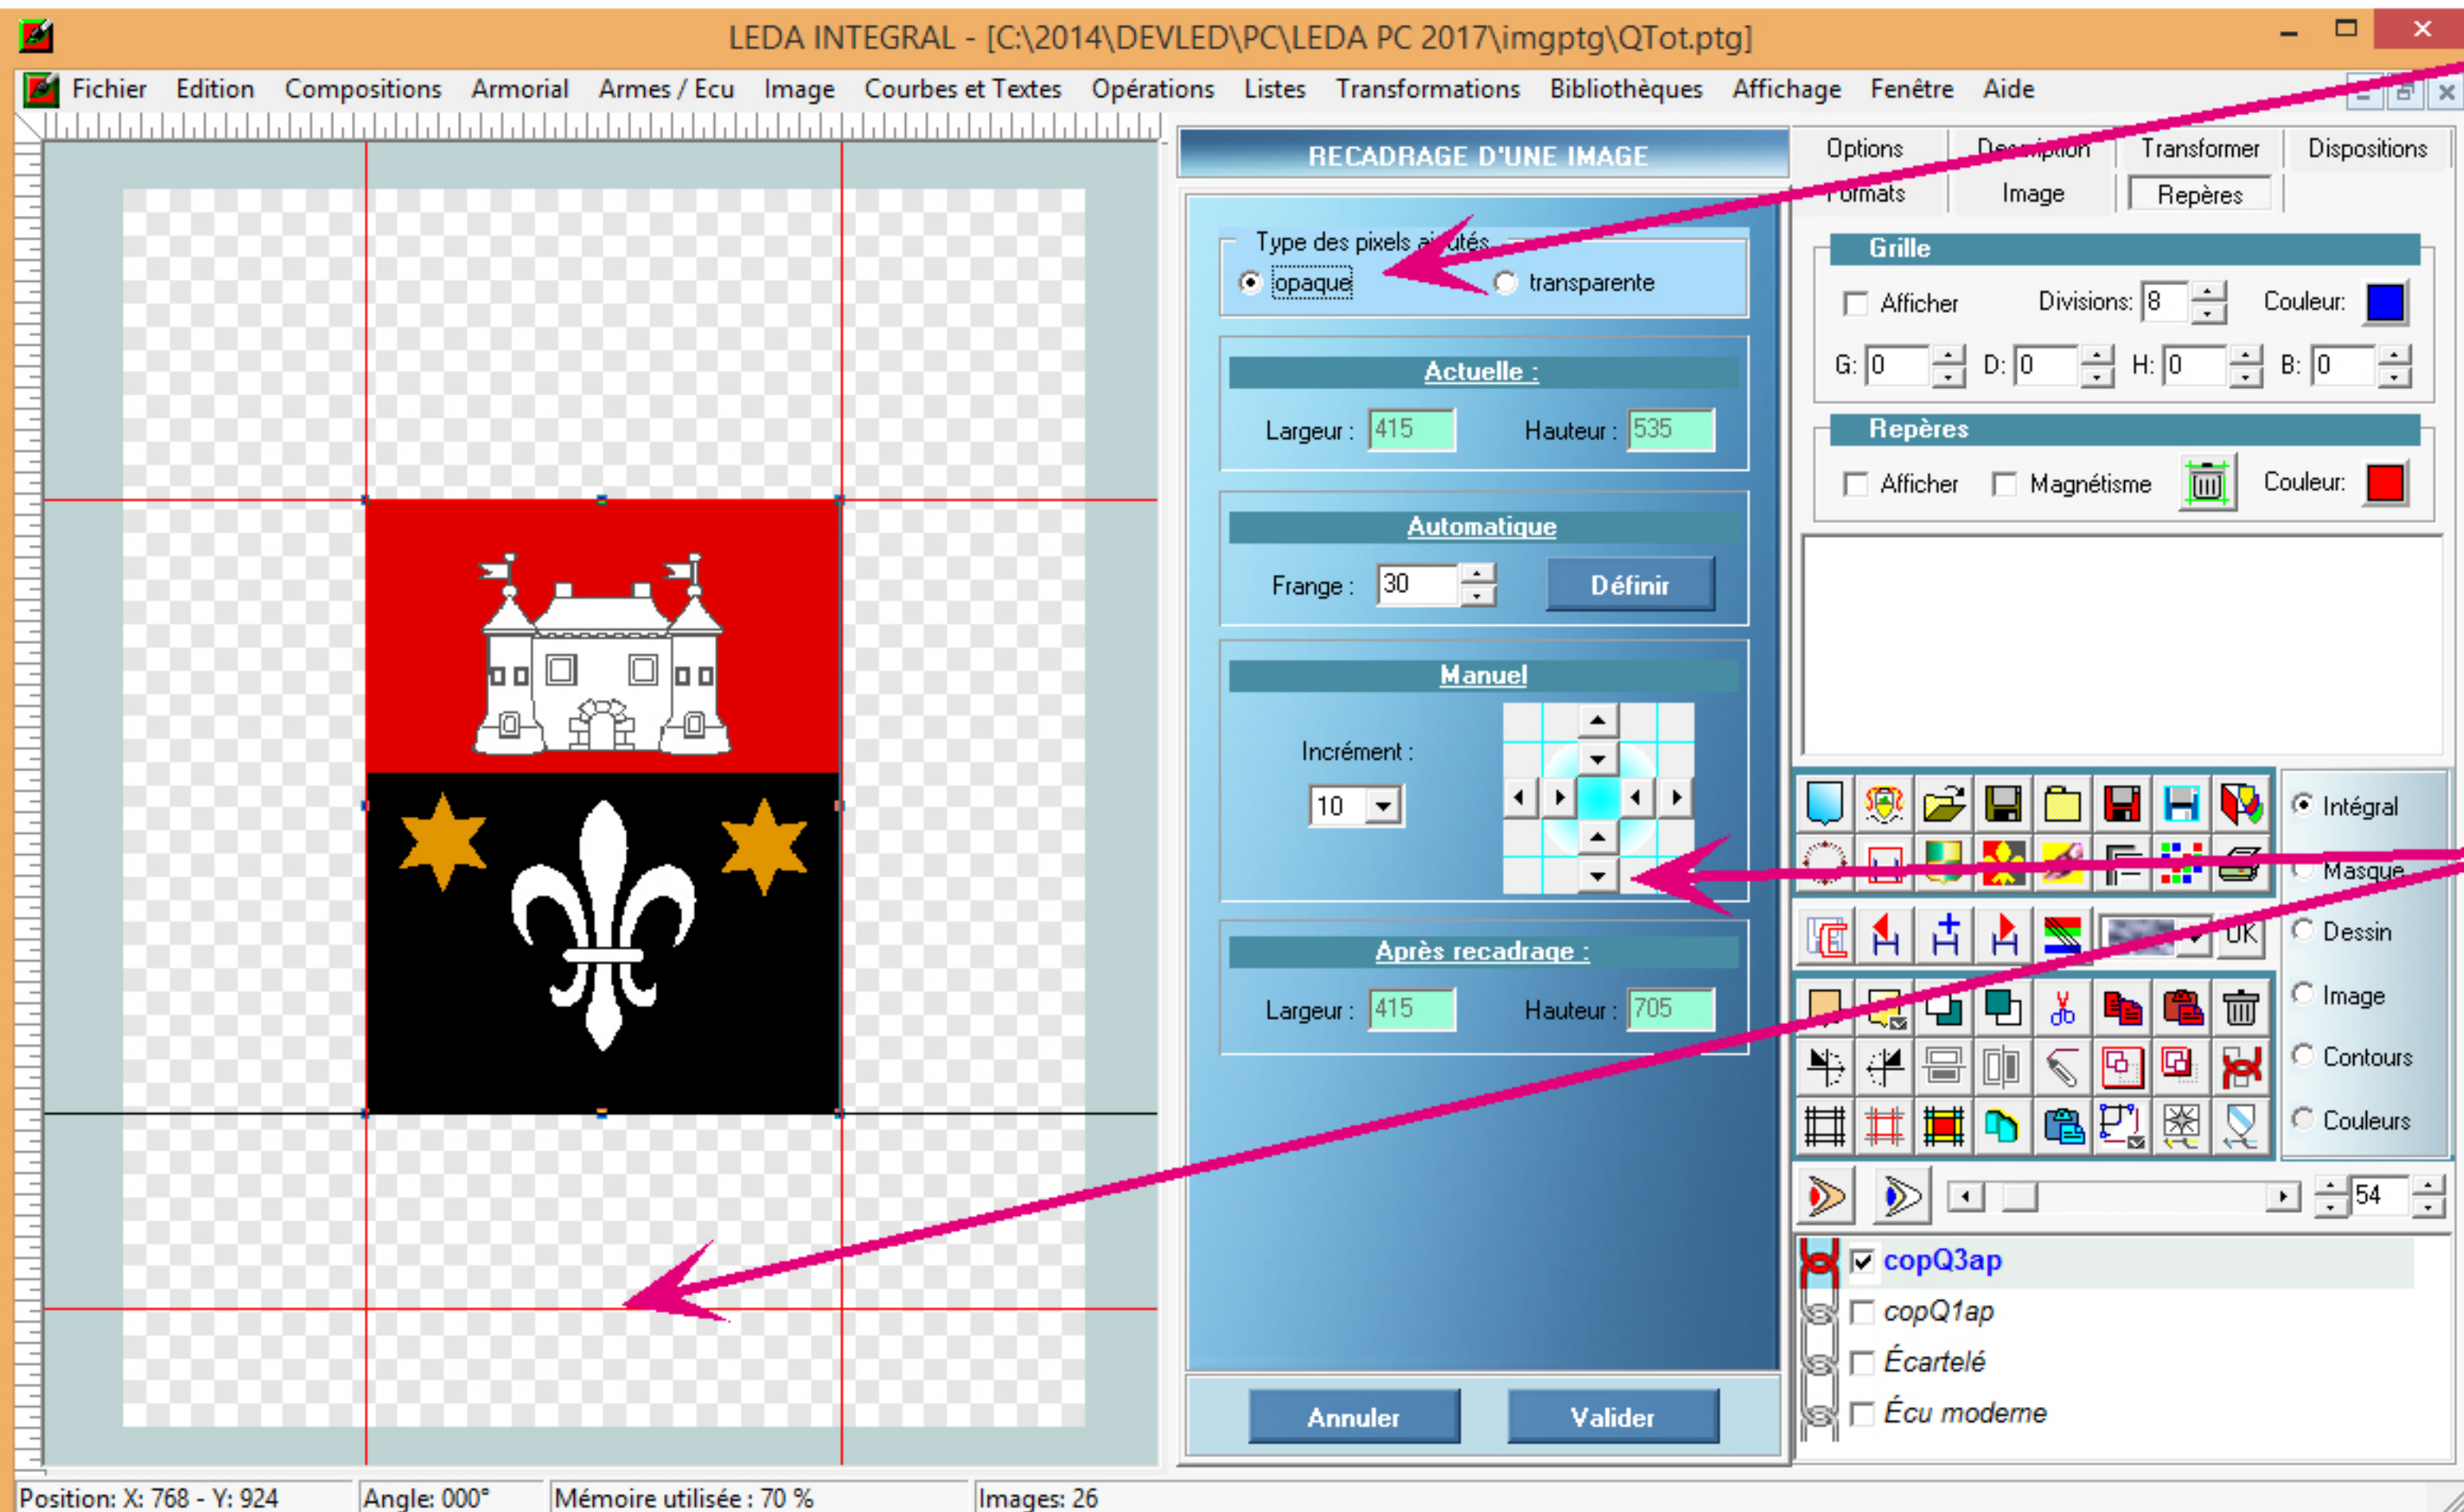 LEDA INTEGRAL - [C:\2014\DEVLED\PC\LEDA PC 2017\imgptg\QTot.ptg]
Fichier Edition Compositions Armorial Armes / Ecu Image Courbes et Textes Opérations Listes Transformations Bibliothèques Affichage Fenêtre Aide
RECADRAGE D'UNE IMAGE
Type des pixels ajoutés
opaque transparente
Actuelle :
Largeur : 415 Hauteur : 535
Automatique
Frange : 30 Définir
Manuel
Incrément :
10
Après recadrage :
Largeur : 415 Hauteur : 705
Annuler Valider
Options Description Transformer Dispositions
Formats Image Repères
Grille
Afficher Divisions: 8 Couleur:
G: 0 D: 0 H: 0 B: 0
Repères
Afficher Magnétisme Couleur:
Intégral
Masque
OK Dessin
Image
Contours
Couleurs
54
copQ3ap
copQ1ap
Écartelé
Écu moderne
Position: X: 768 - Y: 924 Angle: 000° Mémoire utilisée : 70 % Images: 26